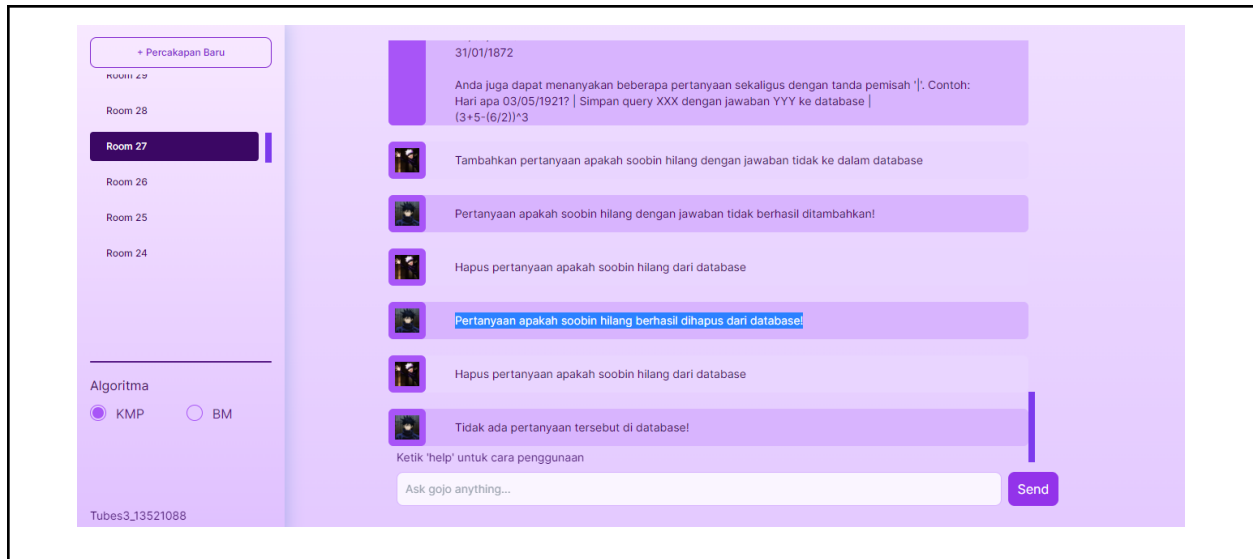 + Percakapan Baru
Room 29
Room 28
Room 27
Room 26
Room 25
Room 24
Algoritma
KMP
BM
Tubes3_13521088
31/01/1872
Anda juga dapat menanyakan beberapa pertanyaan sekaligus dengan tanda pemisah '|'. Contoh:
Hari apa 03/05/1921? | Simpan query XXX dengan jawaban YYY ke database |
(3+5-(6/2))^3
Tambahkan pertanyaan apakah soobin hilang dengan jawaban tidak ke dalam database
Pertanyaan apakah soobin hilang dengan jawaban tidak berhasil ditambahkan!
Hapus pertanyaan apakah soobin hilang dari database
Pertanyaan apakah soobin hilang berhasil dihapus dari database!
Hapus pertanyaan apakah soobin hilang dari database
Tidak ada pertanyaan tersebut di database!
Ketik 'help' untuk cara penggunaan
Ask gojo anything...
Send